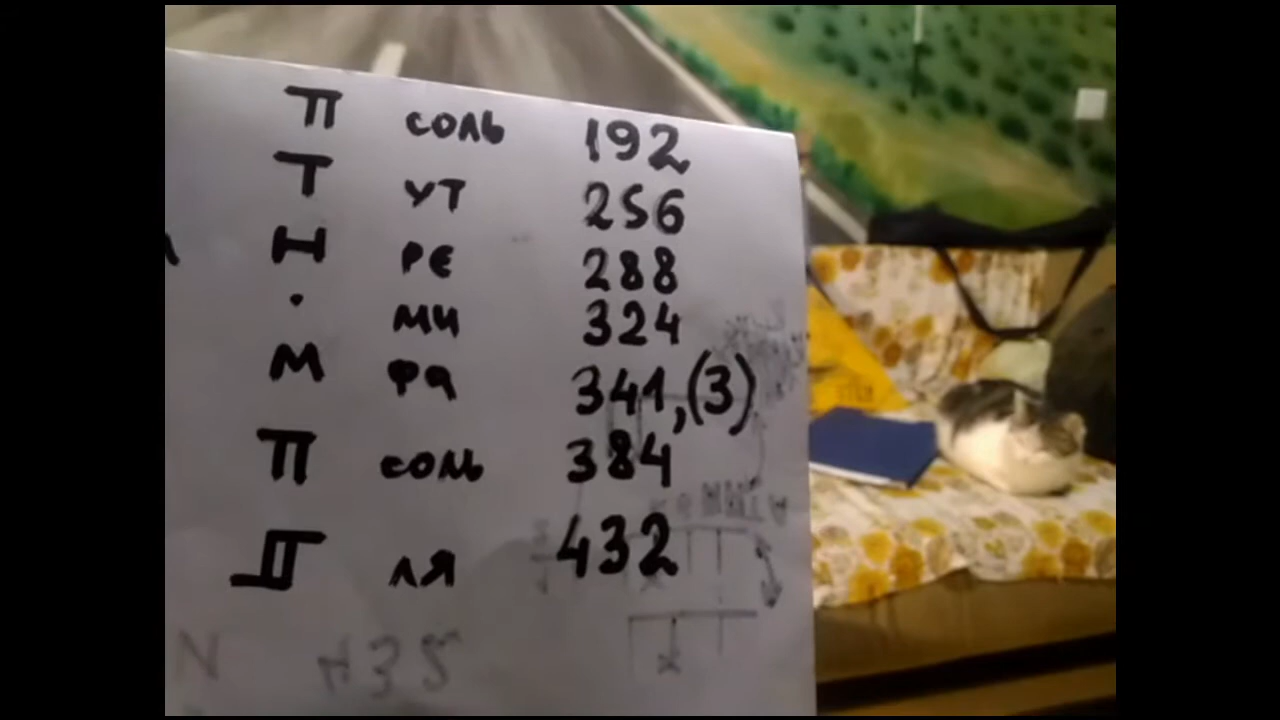 П соль 192
Т ут 256
Н ре 288
· ми 324
М фа 341,(3)
П соль 384
ля 432